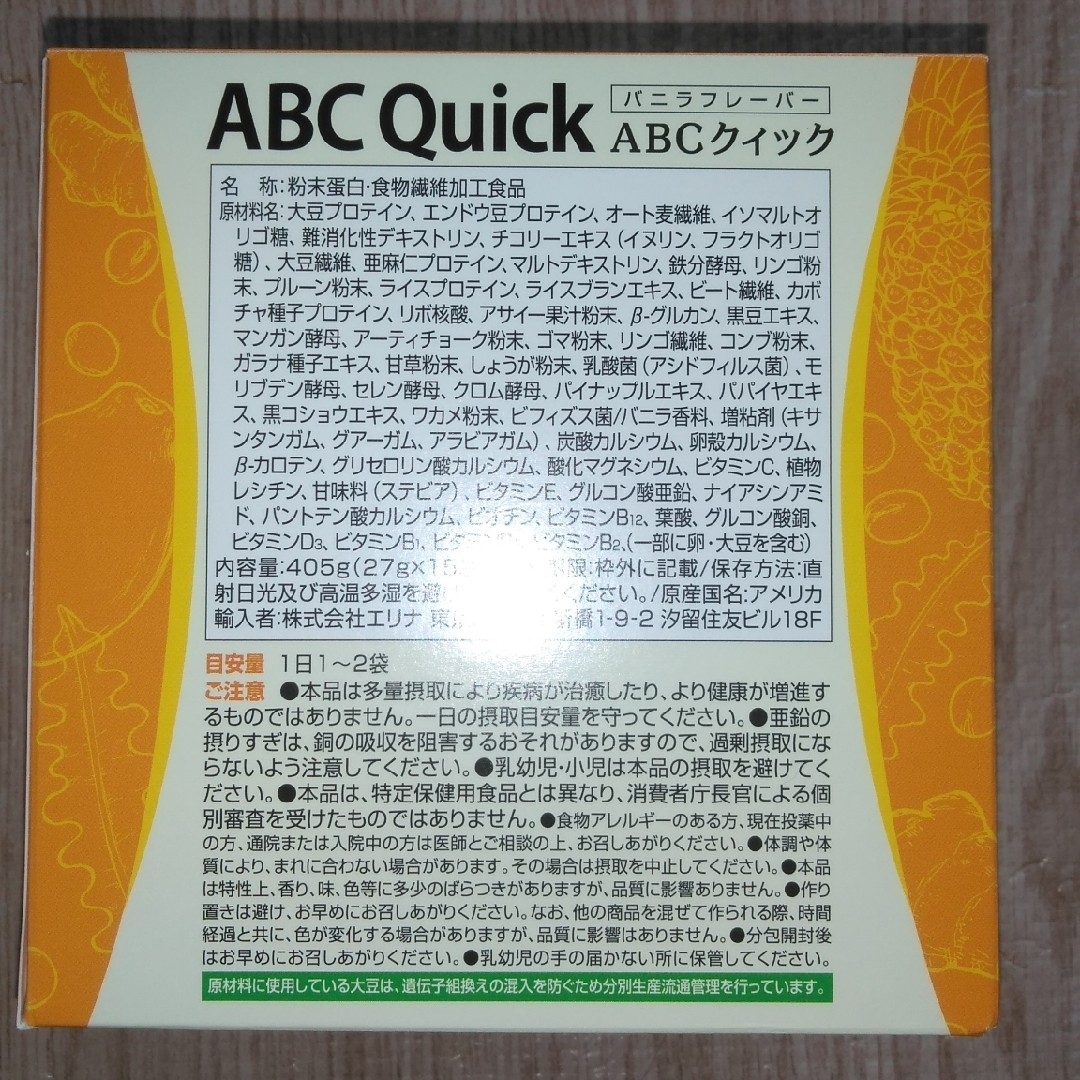 ABC Quick
バニラフレーバー
ABCクィック
名　称：粉末蛋白・食物繊維加工食品
原材料名：大豆プロテイン、エンドウ豆プロテイン、オート麦繊維、イソマルトオ
リゴ糖、難消化性デキストリン、チコリーエキス（イヌリン、フラクトオリゴ
糖）、大豆繊維、亜麻仁プロテイン、マルトデキストリン、鉄分酵母、リンゴ粉
末、プルーン粉末、ライスプロテイン、ライスブランエキス、ビート繊維、カボ
チャ種子プロテイン、リボ核酸、アサイー果汁粉末、β-グルカン、黒豆エキス、
マンガン酵母、アーティチョーク粉末、ゴマ粉末、リンゴ繊維、コンブ粉末、
ガラナ種子エキス、甘草粉末、しょうが粉末、乳酸菌（アシドフィルス菌）、モ
リブデン酵母、セレン酵母、クロム酵母、パイナップルエキス、パパイヤエキ
ス、黒コショウエキス、ワカメ粉末、ビフィズス菌/バニラ香料、増粘剤（キサ
ンタンガム、グアーガム、アラビアガム）、炭酸カルシウム、卵殻カルシウム、
β-カロテン、グリセロリン酸カルシウム、酸化マグネシウム、ビタミンC、植物
レシチン、甘味料（ステビア）、ビタミンE、グルコン酸亜鉛、ナイアシンアミ
ド、パントテン酸カルシウム、ビオチン、ビタミンB12、葉酸、グルコン酸銅、
ビタミンD3、ビタミンB1、ビタミンB2、（一部に卵・大豆を含む）
内容量：405g（27g×15 限：枠外に記載/保存方法：直
射日光及び高温多湿を避 ください。/原産国名：アメリカ
輸入者：株式会社エリナ 東京 新橋1-9-2 汐留住友ビル18F
目安量 1日1～2袋
ご注意 ●本品は多量摂取により疾病が治癒したり、より健康が増進す
るものではありません。一日の摂取目安量を守ってください。●亜鉛の
摂りすぎは、銅の吸収を阻害するおそれがありますので、過剰摂取にな
らないよう注意してください。●乳幼児・小児は本品の摂取を避けてく
ださい。●本品は、特定保健用食品とは異なり、消費者庁長官による個
別審査を受けたものではありません。●食物アレルギーのある方、現在投薬中
の方、通院または入院中の方は医師とご相談の上、お召しあがりください。●体調や体
質により、まれに合わない場合があります。その場合は摂取を中止してください。●本品
は特性上、香り、味、色等に多少のばらつきがありますが、品質に影響ありません。●作り
置きは避け、お早めにお召しあがりください。なお、他の商品を混ぜて作られる際、時間
経過と共に、色が変化する場合がありますが、品質に影響はありません。●分包開封後
はお早めにお召しあがりください。●乳幼児の手の届かない所に保管してください。
原材料に使用している大豆は、遺伝子組換えの混入を防ぐため分別生産流通管理を行っています。